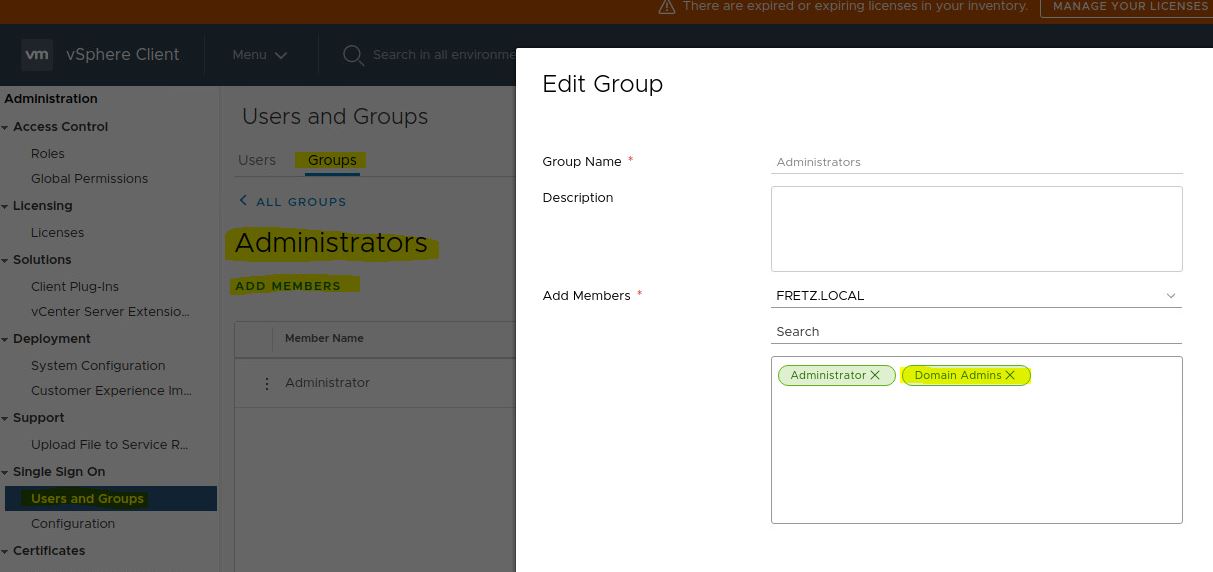 There are expired or expiring licenses in your inventory.
MANAGE YOUR LICENSES
vm vSphere Client
Menu
Search in all environme
Administration
Access Control
Roles
Global Permissions
Licensing
Licenses
Solutions
Client Plug-Ins
vCenter Server Extensio...
Deployment
System Configuration
Customer Experience Im...
Support
Upload File to Service R...
Single Sign On
Users and Groups
Configuration
Certificates
Users and Groups
Users Groups
ALL GROUPS
Administrators
ADD MEMBERS
Member Name
Administrator
Edit Group
Group Name * Administrators
Description
Add Members * FRETZ.LOCAL
Search
Administrator Domain Admins